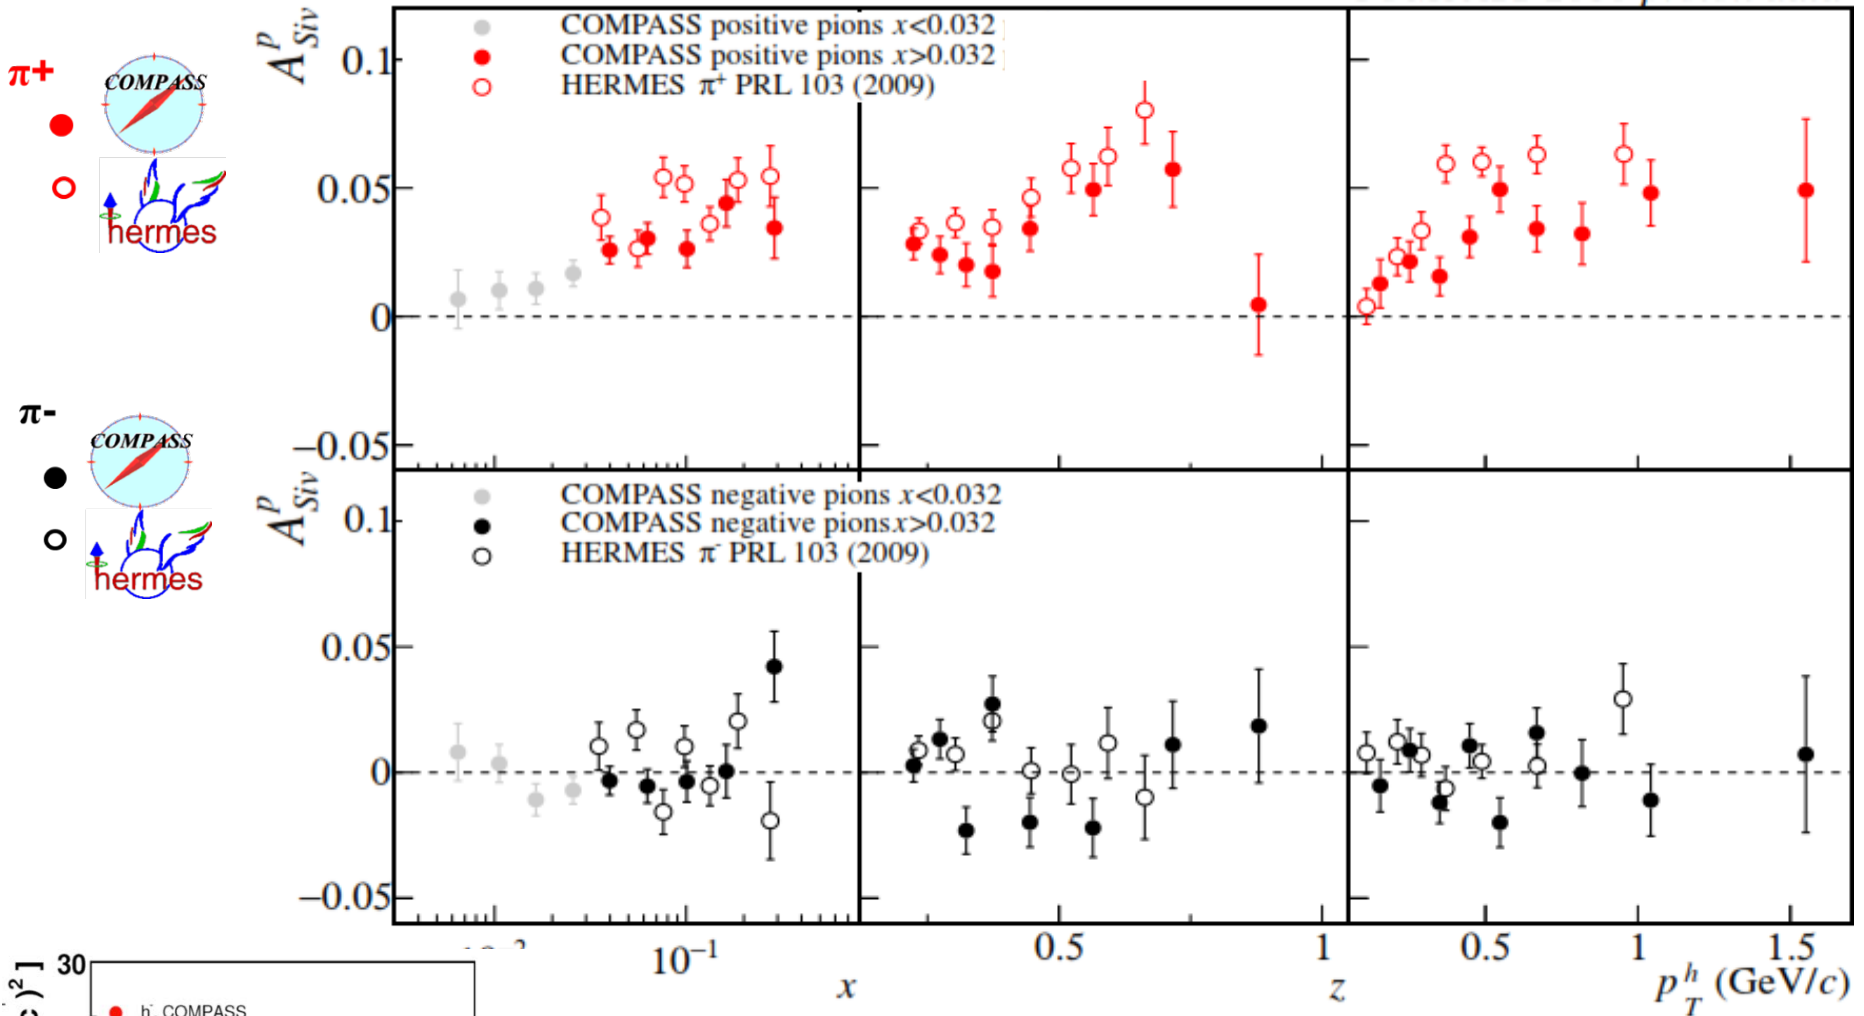 COMPASS positive pions x<0.032
COMPASS positive pions x>0.032
HERMES π+ PRL 103 (2009)
A^p_Siv
0.1
0.05
0
−0.05
π+
COMPASS
hermes
π-
COMPASS
hermes
COMPASS negative pions x<0.032
COMPASS negative pions x>0.032
HERMES π- PRL 103 (2009)
A^p_Siv
0.1
0.05
0
−0.05
10^−1
x
0.5
1
z
0.5
1
1.5
p_T^h (GeV/c)
30
h^- COMPASS